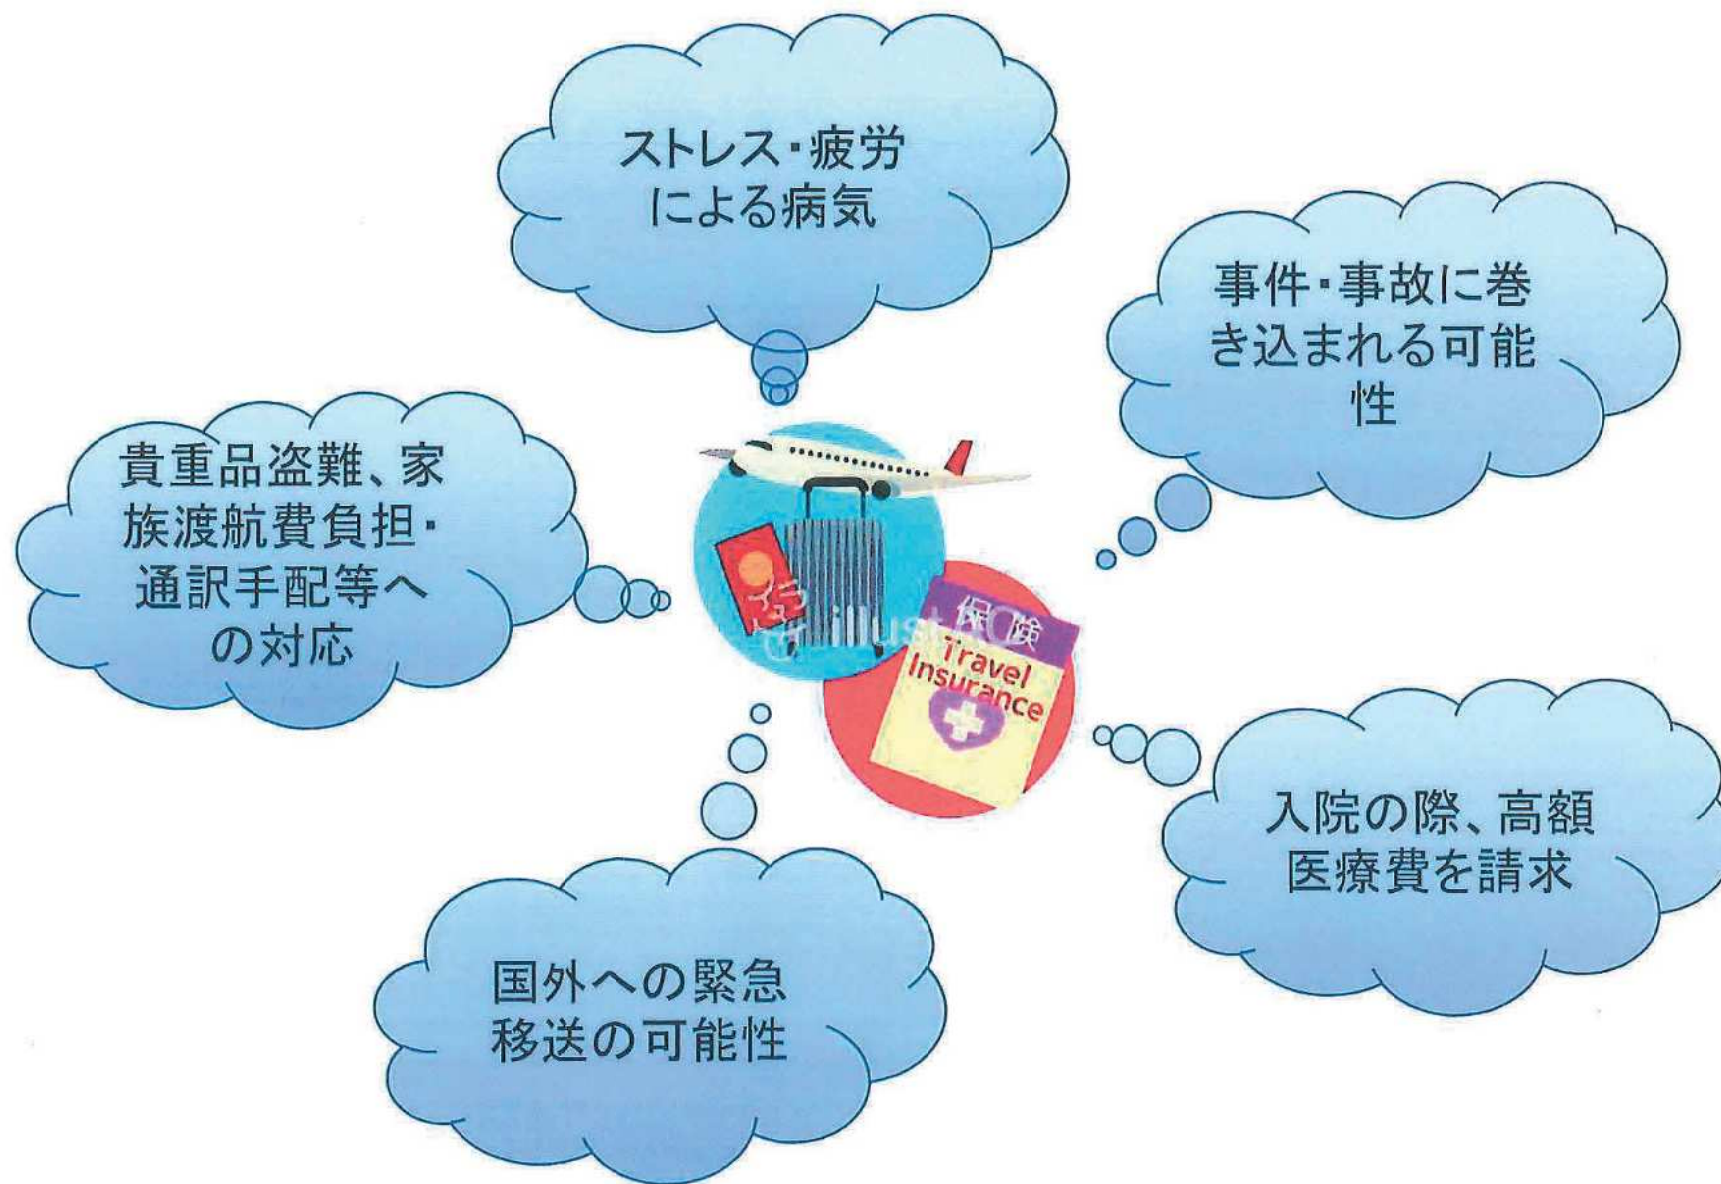 ストレス・疲労
による病気
事件・事故に巻
き込まれる可能
性
貴重品盗難、家
族渡航費負担・
通訳手配等へ
の対応
保険
Travel
Insurance
入院の際、高額
医療費を請求
国外への緊急
移送の可能性